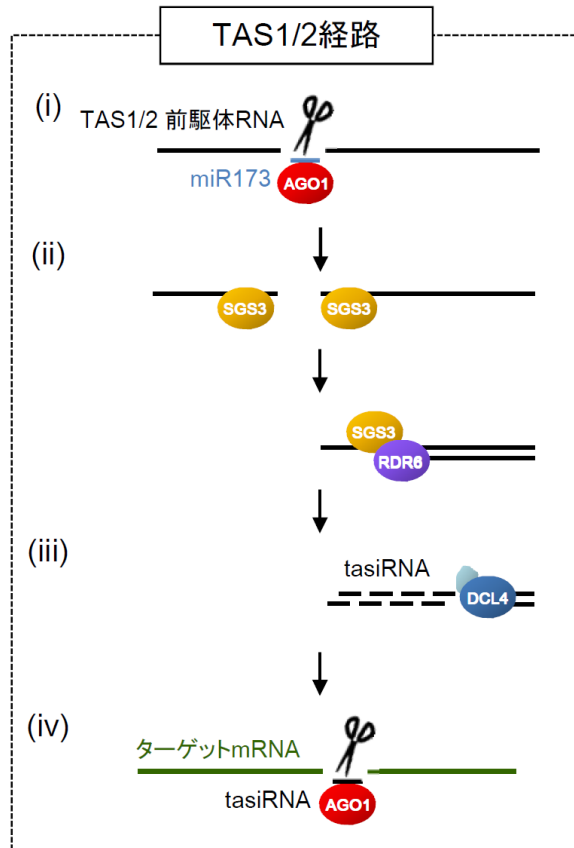 TAS1/2経路
(i)
TAS1/2 前駆体RNA
miR173
AGO1
(ii)
SGS3
SGS3
SGS3
RDR6
(iii)
tasiRNA
DCL4
(iv)
ターゲットmRNA
tasiRNA
AGO1